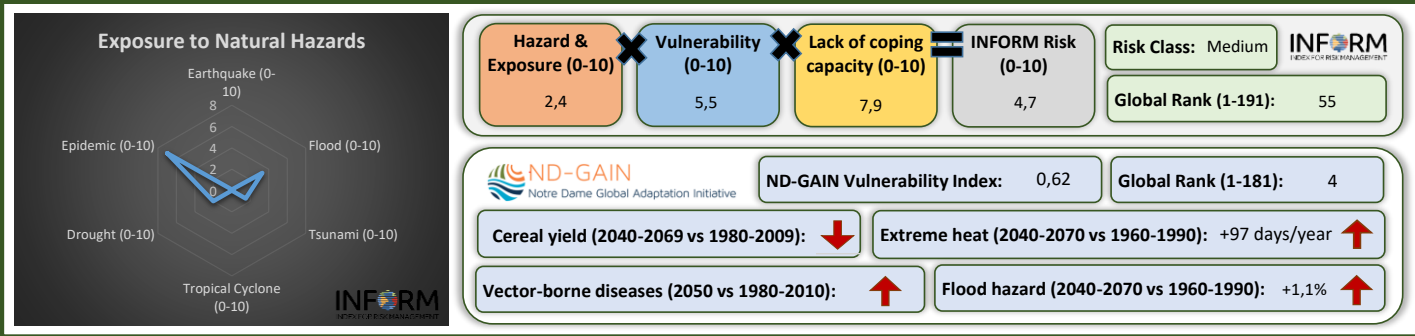 Exposure to Natural Hazards
Earthquake (0-
10)
8
6
4
2
0
Epidemic (0-10)
Flood (0-10)
Drought (0-10)
Tsunami (0-10)
Tropical Cyclone
(0-10)
INFORM
INDEX FOR RISK MANAGEMENT
Hazard &
Exposure (0-10)
2,4
Vulnerability
(0-10)
5,5
Lack of coping
capacity (0-10)
7,9
INFORM Risk
(0-10)
4,7
Risk Class: Medium
INFORM
INDEX FOR RISK MANAGEMENT
Global Rank (1-191): 55
ND-GAIN
Notre Dame Global Adaptation Initiative
ND-GAIN Vulnerability Index: 0,62
Global Rank (1-181): 4
Cereal yield (2040-2069 vs 1980-2009):
Extreme heat (2040-2070 vs 1960-1990): +97 days/year
Vector-borne diseases (2050 vs 1980-2010):
Flood hazard (2040-2070 vs 1960-1990): +1,1%